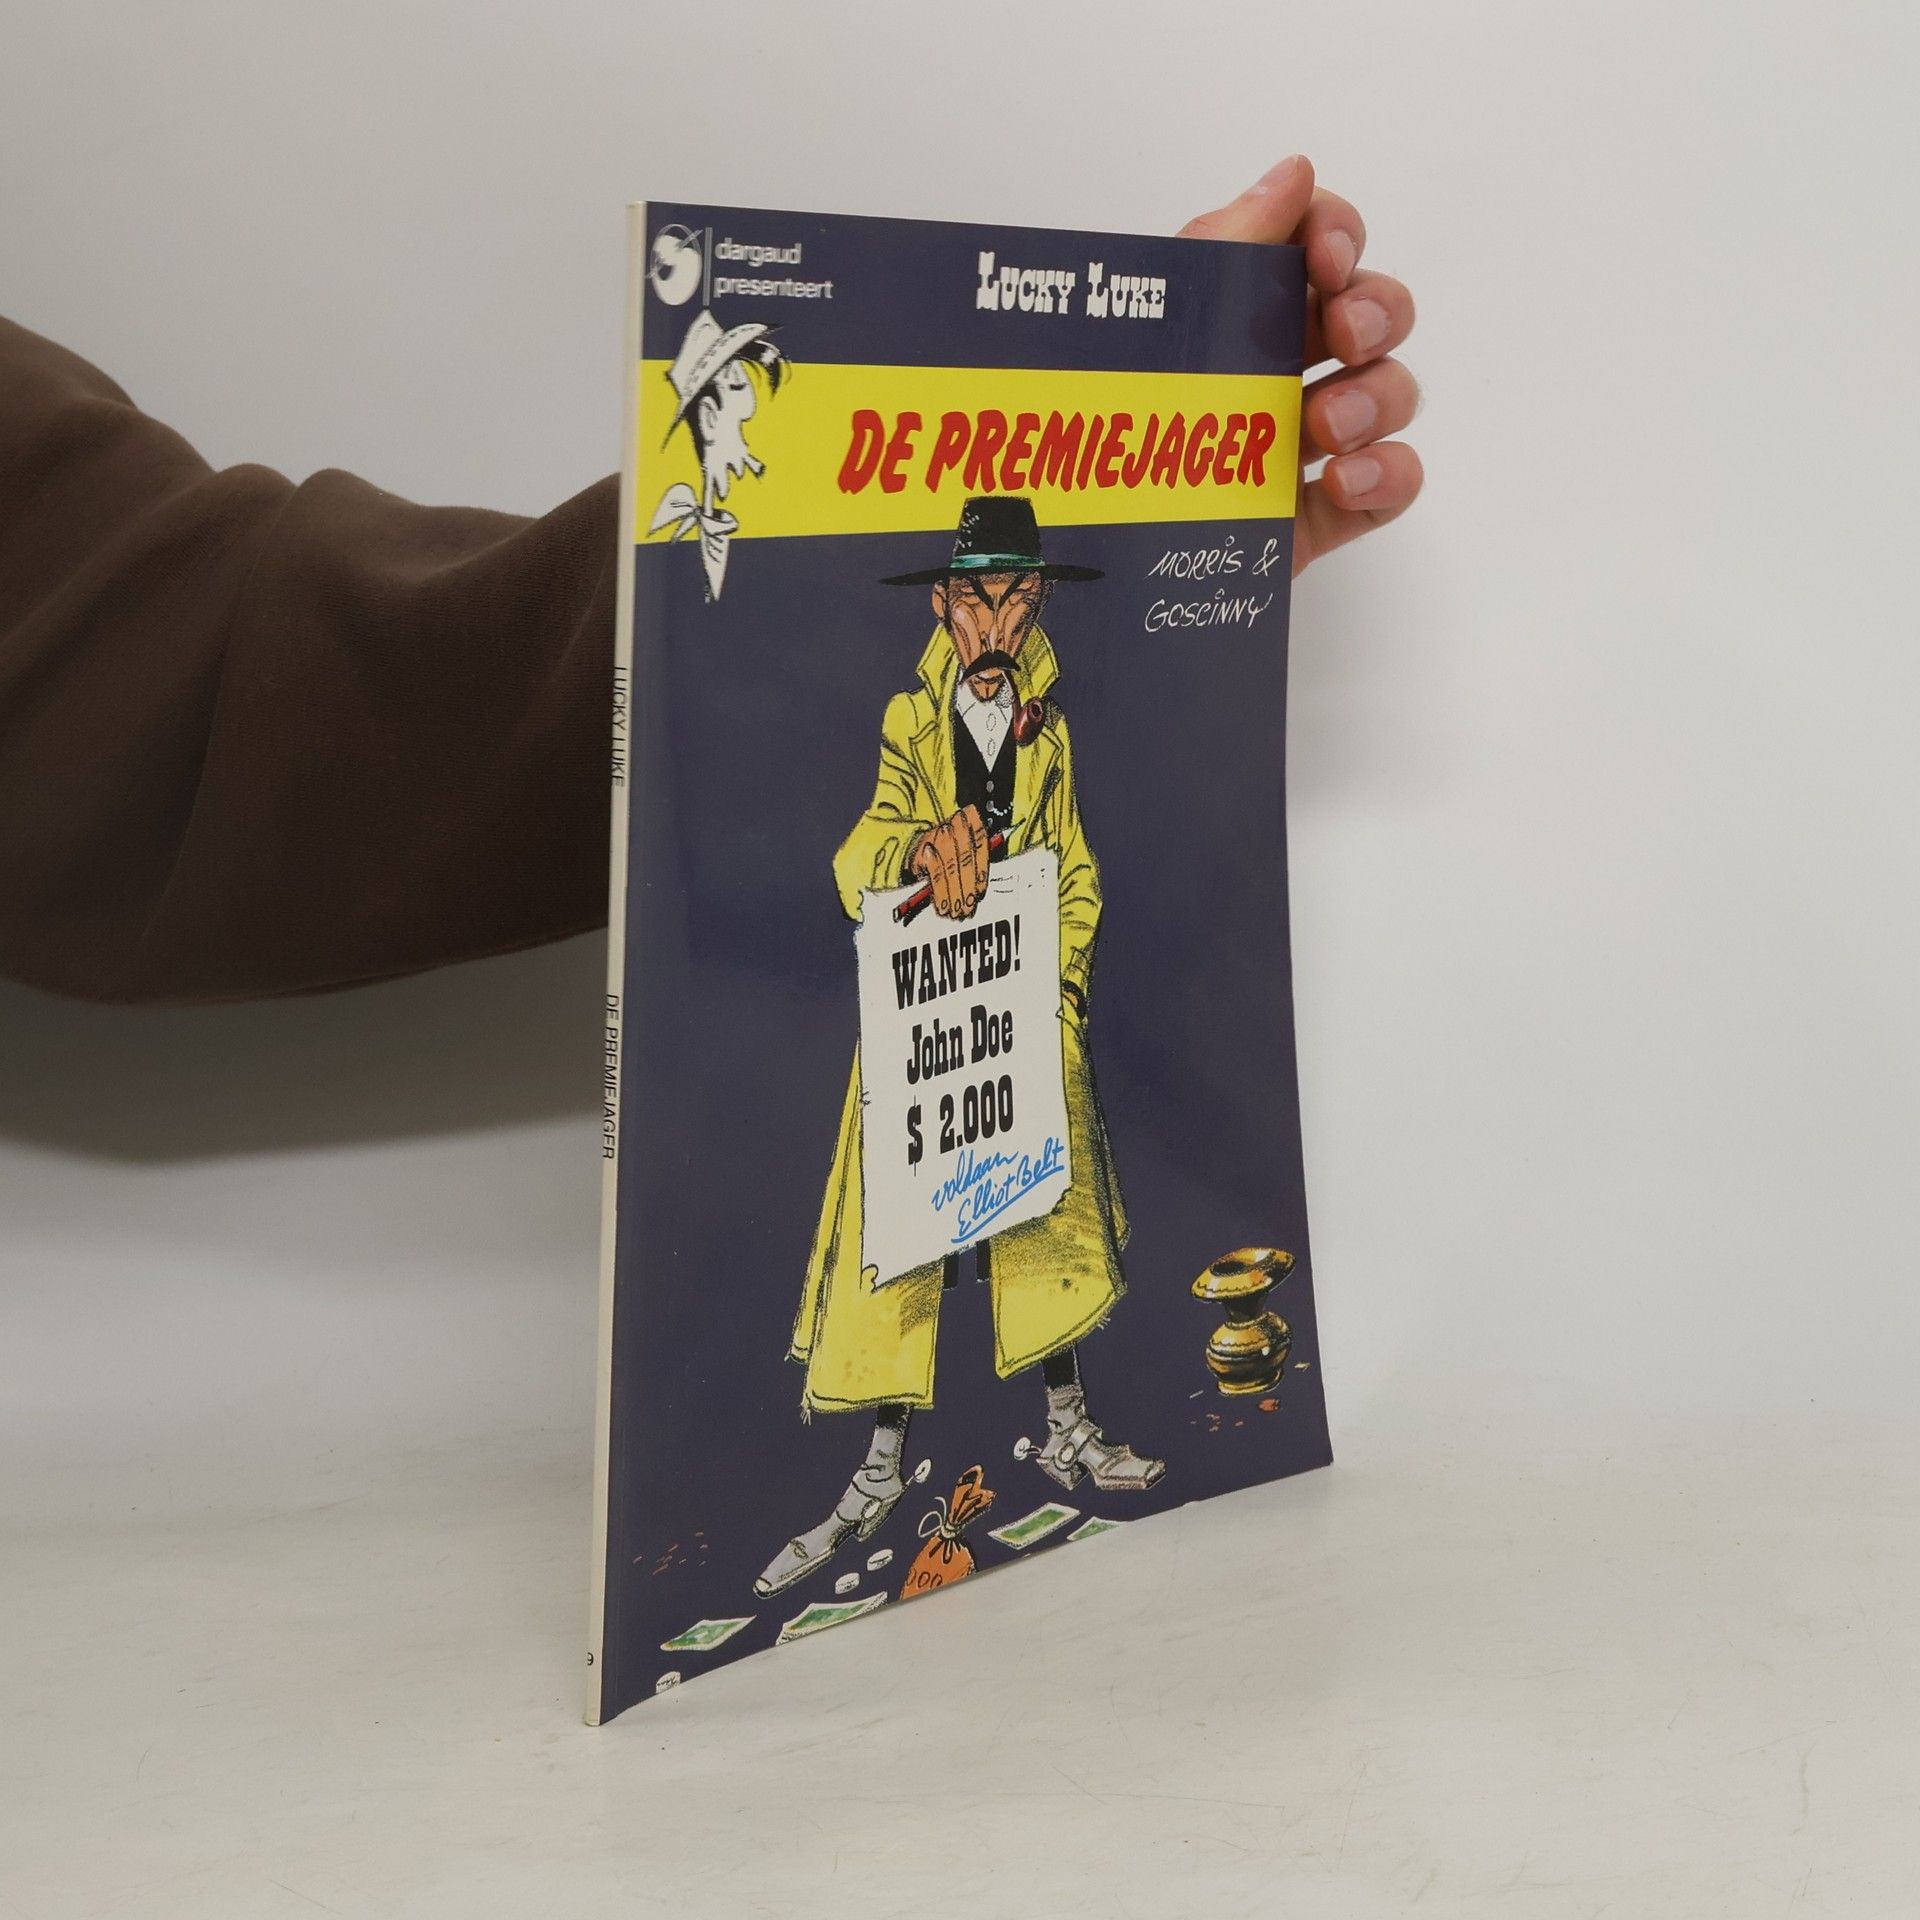 dargaud
presenteert
LUCKY LUKE
DE PREMIEJAGER
MORRIS &
GOSCINNY
WANTED!
John Doe
$ 2.000
voldaan
Elliot Belt
LUCKY LUKE
DE PREMIEJAGER
9